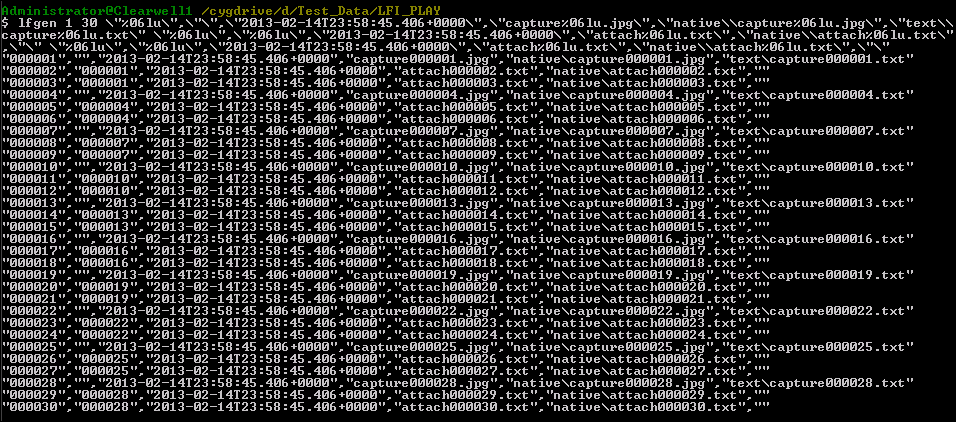 Administrator@Clearwell1 /cygdrive/d/Test_Data/LFI_PLAY
$ lfgen 1 30 \"%06lu\",\"\",\"2013-02-14T23:58:45.406+0000\",\"capture%06lu.jpg\",\"native\\capture%06lu.jpg\",\"text\\
capture%06lu.txt\" \"%06lu\",\"%06lu\",\"2013-02-14T23:58:45.406+0000\",\"attach%06lu.txt\",\"native\\attach%06lu.txt\"
,\"\" \"%06lu\",\"%06lu\",\"2013-02-14T23:58:45.406+0000\",\"attach%06lu.txt\",\"native\\attach%06lu.txt\",\"\"
"000001","","2013-02-14T23:58:45.406+0000","capture000001.jpg","native\capture000001.jpg","text\capture000001.txt"
"000002","000001","2013-02-14T23:58:45.406+0000","attach000002.txt","native\attach000002.txt",""
"000003","000001","2013-02-14T23:58:45.406+0000","attach000003.txt","native\attach000003.txt",""
"000004","","2013-02-14T23:58:45.406+0000","capture000004.jpg","native\capture000004.jpg","text\capture000004.txt"
"000005","000004","2013-02-14T23:58:45.406+0000","attach000005.txt","native\attach000005.txt",""
"000006","000004","2013-02-14T23:58:45.406+0000","attach000006.txt","native\attach000006.txt",""
"000007","","2013-02-14T23:58:45.406+0000","capture000007.jpg","native\capture000007.jpg","text\capture000007.txt"
"000008","000007","2013-02-14T23:58:45.406+0000","attach000008.txt","native\attach000008.txt",""
"000009","000007","2013-02-14T23:58:45.406+0000","attach000009.txt","native\attach000009.txt",""
"000010","","2013-02-14T23:58:45.406+0000","capture000010.jpg","native\capture000010.jpg","text\capture000010.txt"
"000011","000010","2013-02-14T23:58:45.406+0000","attach000011.txt","native\attach000011.txt",""
"000012","000010","2013-02-14T23:58:45.406+0000","attach000012.txt","native\attach000012.txt",""
"000013","","2013-02-14T23:58:45.406+0000","capture000013.jpg","native\capture000013.jpg","text\capture000013.txt"
"000014","000013","2013-02-14T23:58:45.406+0000","attach000014.txt","native\attach000014.txt",""
"000015","000013","2013-02-14T23:58:45.406+0000","attach000015.txt","native\attach000015.txt",""
"000016","","2013-02-14T23:58:45.406+0000","capture000016.jpg","native\capture000016.jpg","text\capture000016.txt"
"000017","000016","2013-02-14T23:58:45.406+0000","attach000017.txt","native\attach000017.txt",""
"000018","000016","2013-02-14T23:58:45.406+0000","attach000018.txt","native\attach000018.txt",""
"000019","","2013-02-14T23:58:45.406+0000","capture000019.jpg","native\capture000019.jpg","text\capture000019.txt"
"000020","000019","2013-02-14T23:58:45.406+0000","attach000020.txt","native\attach000020.txt",""
"000021","000019","2013-02-14T23:58:45.406+0000","attach000021.txt","native\attach000021.txt",""
"000022","","2013-02-14T23:58:45.406+0000","capture000022.jpg","native\capture000022.jpg","text\capture000022.txt"
"000023","000022","2013-02-14T23:58:45.406+0000","attach000023.txt","native\attach000023.txt",""
"000024","000022","2013-02-14T23:58:45.406+0000","attach000024.txt","native\attach000024.txt",""
"000025","","2013-02-14T23:58:45.406+0000","capture000025.jpg","native\capture000025.jpg","text\capture000025.txt"
"000026","000025","2013-02-14T23:58:45.406+0000","attach000026.txt","native\attach000026.txt",""
"000027","000025","2013-02-14T23:58:45.406+0000","attach000027.txt","native\attach000027.txt",""
"000028","","2013-02-14T23:58:45.406+0000","capture000028.jpg","native\capture000028.jpg","text\capture000028.txt"
"000029","000028","2013-02-14T23:58:45.406+0000","attach000029.txt","native\attach000029.txt",""
"000030","000028","2013-02-14T23:58:45.406+0000","attach000030.txt","native\attach000030.txt",""